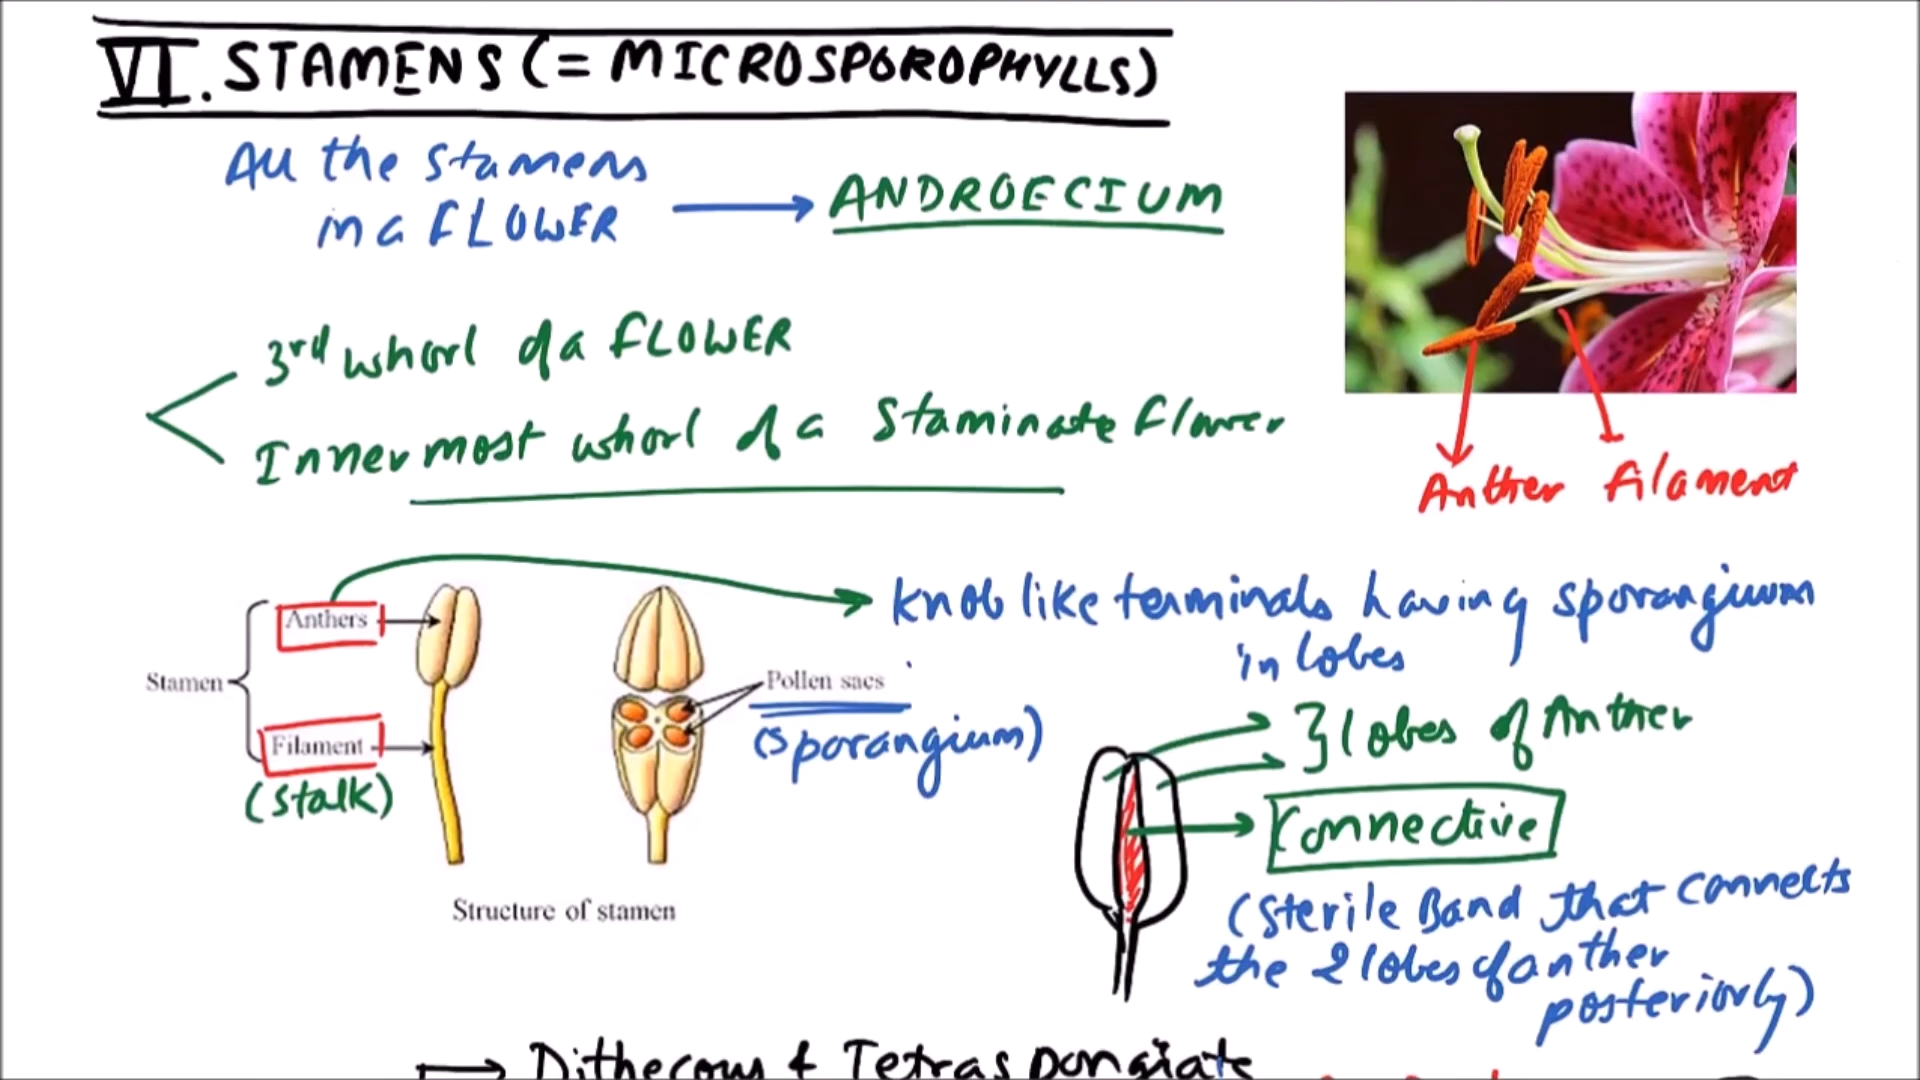 VI. STAMENS (= MICROSPOROPHYLLS)
All the stamens
in a FLOWER
ANDROECIUM
3rd whorl of a FLOWER
Innermost whorl of a Staminate Flower
Anther Filament
Anthers
knob like terminals having sporangium
in lobes
Stamen
Pollen sacs
(sporangium)
Filament
(stalk)
} lobes of Anther
Connective
(sterile Band that connects
the 2 lobes of anther
posteriorly)
Structure of stamen
Dithecous & Tetrasporangiate